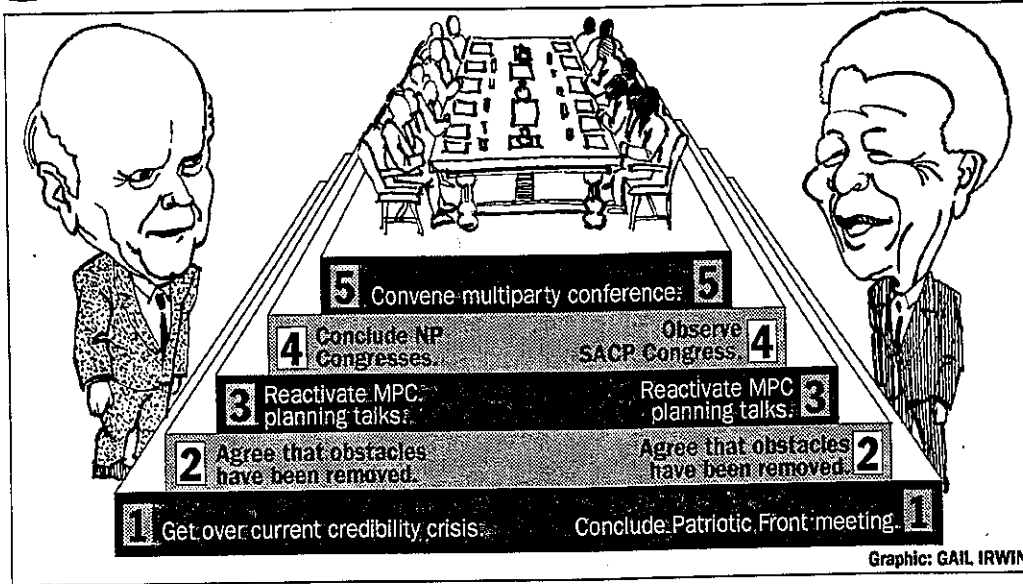 5 Convene multiparty conference. 5
4 Conclude NP Congresses. Observe SACP Congress. 4
3 Reactivate MPC planning talks. Reactivate MPC planning talks. 3
2 Agree that obstacles have been removed. Agree that obstacles have been removed. 2
1 Get over current credibility crisis. Conclude Patriotic Front meeting. 1
Graphic: GAIL IRWIN